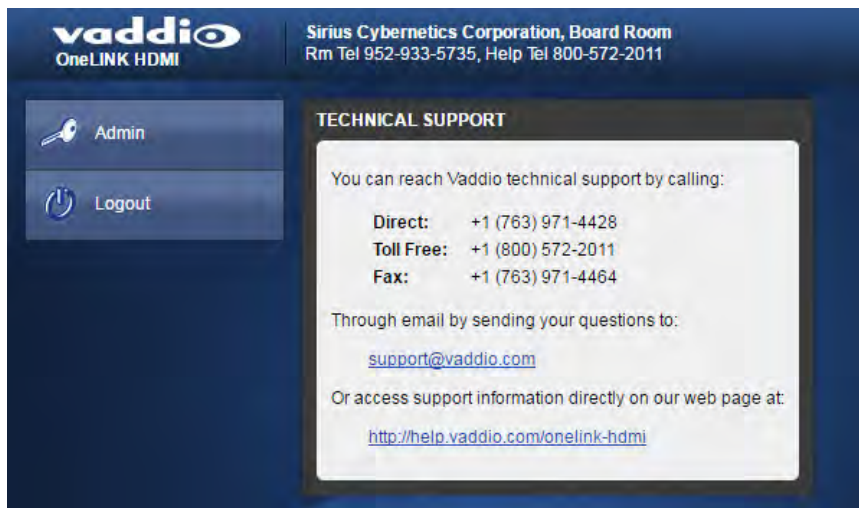 vaddio
OneLINK HDMI
Sirius Cybernetics Corporation, Board Room
Rm Tel 952-933-5735, Help Tel 800-572-2011
Admin
Logout
TECHNICAL SUPPORT
You can reach Vaddio technical support by calling:
Direct: +1 (763) 971-4428
Toll Free: +1 (800) 572-2011
Fax: +1 (763) 971-4464
Through email by sending your questions to:
support@vaddio.com
Or access support information directly on our web page at:
http://help.vaddio.com/onelink-hdmi